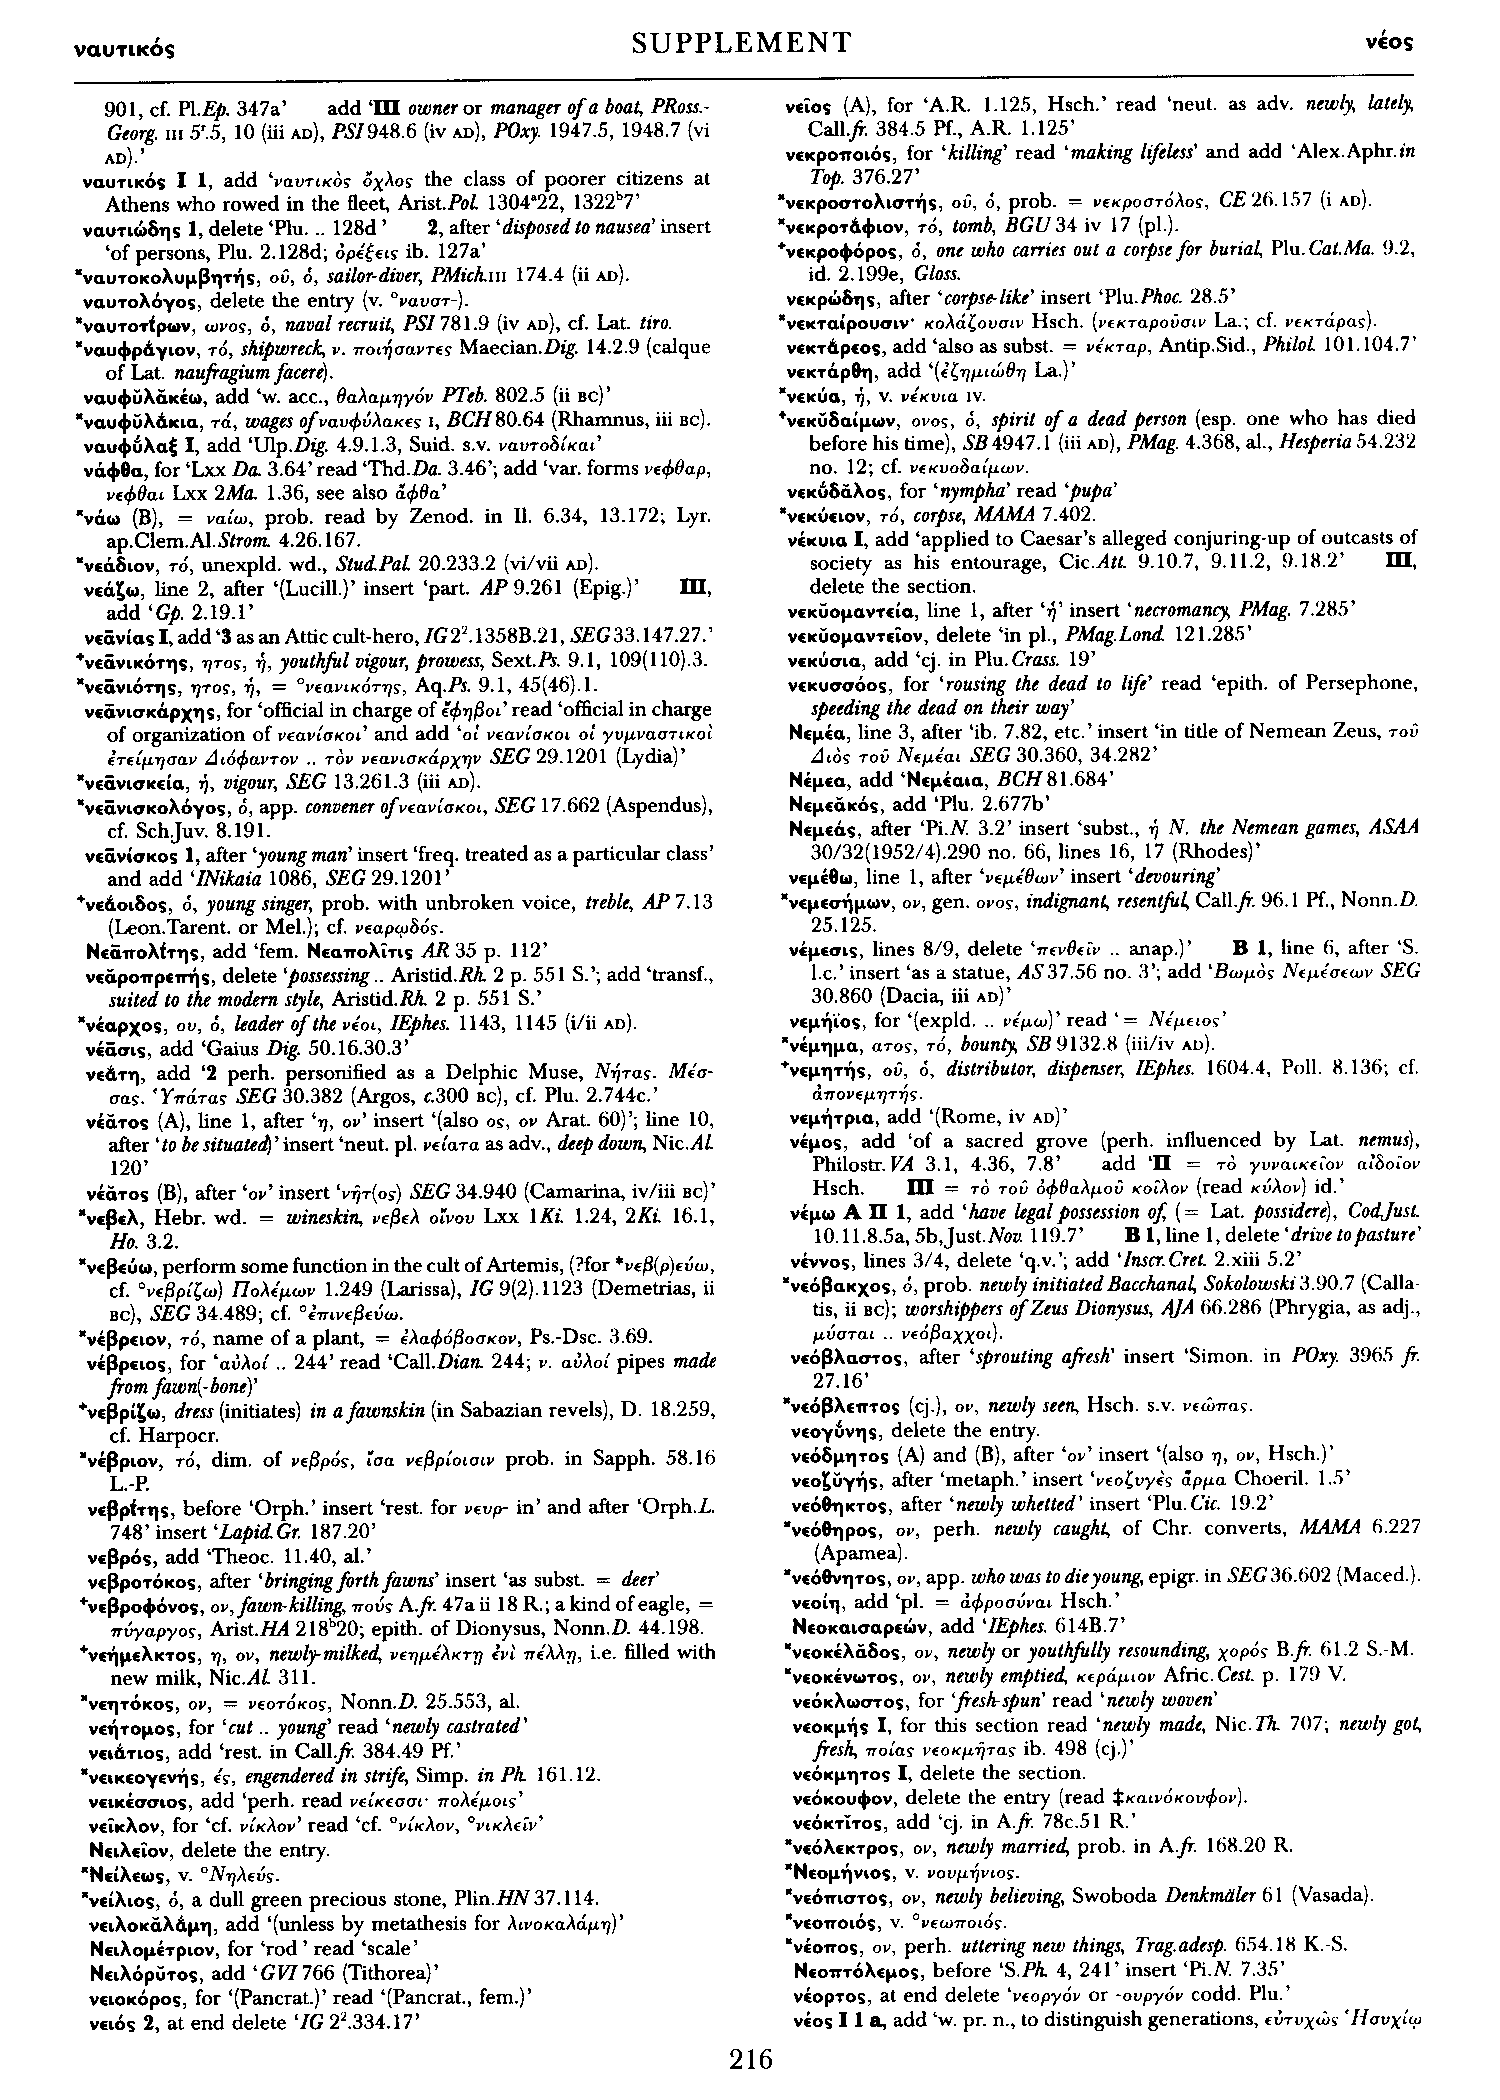 ναυτικός
SUPPLEMENT
νέος
901, cf. Pl.Ep. 347a’ add ‘III owner or manager of a boat, PRoss.-
Georg. III 5ʳ.5, 10 (iii AD), PSI 948.6 (iv AD), POxy. 1947.5, 1948.7 (vi
AD).’
ναυτικός I 1, add ‘ναυτικὸς ὄχλος the class of poorer citizens at
Athens who rowed in the fleet, Arist.Pol. 1304ᵃ22, 1322ᵇ7’
ναυτιώδης 1, delete ‘Plu. .. 128d ’ 2, after ‘disposed to nausea’ insert
‘of persons, Plu. 2.128d; ὀρέξεις ib. 127a’
*ναυτοκολυμβητής, οῦ, ὁ, sailor-diver, PMich.III 174.4 (ii AD).
ναυτολόγος, delete the entry (v. °ναυστ-).
*ναυτοτίρων, ωνος, ὁ, naval recruit, PSI 781.9 (iv AD), cf. Lat. tiro.
*ναυφράγιον, τό, shipwreck, ν. ποιήσαντες Maecian.Dig. 14.2.9 (calque
of Lat. naufragium facere).
ναυφῠλᾰκέω, add ‘w. acc., θαλαμηγόν PTeb. 802.5 (ii BC)’
*ναυφῠλάκια, τά, wages of ναυφύλακες I, BCH 80.64 (Rhamnus, iii BC).
ναυφύλαξ I, add ‘Ulp.Dig. 4.9.1.3, Suid. s.v. ναυτοδίκαι’
νάφθα, for ‘Lxx Da. 3.64’ read ‘Thd.Da. 3.46’; add ‘var. forms νεφθαρ,
νεφθαι Lxx 2Ma. 1.36, see also ἄφθα’
*νάω (B), = ναίω, prob. read by Zenod. in Il. 6.34, 13.172; Lyr.
ap.Clem.Al.Strom. 4.26.167.
*νεάδιον, τό, unexpld. wd., Stud.Pal. 20.233.2 (vi/vii AD).
νεάζω, line 2, after ‘(Lucill.)’ insert ‘part. AP 9.261 (Epig.)’ III,
add ‘Gp. 2.19.1’
νεᾱνίας I, add ‘3 as an Attic cult-hero, IG 2².1358B.21, SEG 33.147.27.’
⁺νεᾱνικότης, ητος, ἡ, youthful vigour, prowess, Sext.Ps. 9.1, 109(110).3.
*νεᾱνιότης, ητος, ἡ, = °νεανικότης, Aq.Ps. 9.1, 45(46).1.
νεᾱνισκάρχης, for ‘official in charge of ἔφηβοι’ read ‘official in charge
of organization of νεανίσκοι’ and add ‘οἱ νεανίσκοι οἱ γυμναστικοὶ
ἐτείμησαν Διόφαντον .. τὸν νεανισκάρχην SEG 29.1201 (Lydia)’
*νεᾱνισκεία, ἡ, vigour, SEG 13.261.3 (iii AD).
*νεᾱνισκολόγος, ὁ, app. convener of νεανίσκοι, SEG 17.662 (Aspendus),
cf. Sch.Juv. 8.191.
νεᾱνίσκος 1, after ‘young man’ insert ‘freq. treated as a particular class’
and add ‘INikaia 1086, SEG 29.1201’
⁺νεάοιδος, ὁ, young singer, prob. with unbroken voice, treble, AP 7.13
(Leon.Tarent. or Mel.); cf. νεαρῳδός.
Νεᾱπολίτης, add ‘fem. Νεαπολῖτις AR 35 p. 112’
νεᾱροπρεπής, delete ‘possessing .. Aristid.Rh. 2 p. 551 S.’; add ‘transf.,
suited to the modern style, Aristid.Rh. 2 p. 551 S.’
*νέαρχος, ου, ὁ, leader of the νέοι, IEphes. 1143, 1145 (i/ii AD).
νέᾱσις, add ‘Gaius Dig. 50.16.30.3’
νεάτη, add ‘2 perh. personified as a Delphic Muse, Νήτας. Μέσ-
σας. Ὑπάτας SEG 30.382 (Argos, c.300 BC), cf. Plu. 2.744c.’
νέᾰτος (A), line 1, after ‘η, ον’ insert ‘(also ος, ον Arat. 60)’; line 10,
after ‘to be situated)’ insert ‘neut. pl. νείατα as adv., deep down, Nic.Al.
120’
νέᾱτος (B), after ‘ον’ insert ‘νῆτ(ος) SEG 34.940 (Camarina, iv/iii BC)’
*νεβελ, Hebr. wd. = wineskin, νεβελ οἴνου Lxx 1Ki. 1.24, 2Ki. 16.1,
Ho. 3.2.
*νεβεύω, perform some function in the cult of Artemis, (?for *νεβ(ρ)εύω,
cf. °νεβρίζω) Πολέμων 1.249 (Larissa), IG 9(2).1123 (Demetrias, ii
BC), SEG 34.489; cf. °ἐπινεβεύω.
*νέβρειον, τό, name of a plant, = ἐλαφόβοσκον, Ps.-Dsc. 3.69.
νέβρειος, for ‘αὐλοί .. 244’ read ‘Call.Dian. 244; ν. αὐλοί pipes made
from fawn(-bone)’
⁺νεβρίζω, dress (initiates) in a fawnskin (in Sabazian revels), D. 18.259,
cf. Harpocr.
*νέβριον, τό, dim. of νεβρός, ἴσα νεβρίοισιν prob. in Sapph. 58.16
L.-P.
νεβρίτης, before ‘Orph.’ insert ‘rest. for νευρ- in’ and after ‘Orph.L.
748’ insert ‘Lapid.Gr. 187.20’
νεβρός, add ‘Theoc. 11.40, al.’
νεβροτόκος, after ‘bringing forth fawns’ insert ‘as subst. = deer’
⁺νεβροφόνος, ον, fawn-killing, πούς A.fr. 47a ii 18 R.; a kind of eagle, =
πύγαργος, Arist.HA 218ᵇ20; epith. of Dionysus, Nonn.D. 44.198.
⁺νεήμελκτος, η, ον, newly-milked, νεημέλκτῃ ἐνὶ πέλλῃ, i.e. filled with
new milk, Nic.Al. 311.
*νεητόκος, ον, = νεοτόκος, Nonn.D. 25.553, al.
νεήτομος, for ‘cut .. young’ read ‘newly castrated’
νειάτιος, add ‘rest. in Call.fr. 384.49 Pf.’
*νεικεογενής, ές, engendered in strife, Simp. in Ph. 161.12.
νεικέσσιος, add ‘perh. read νείκεσσι· πολέμοις’
νεῖκλον, for ‘cf. νίκλον’ read ‘cf. °νίκλον, °νικλεῖν’
Νειλεῖον, delete the entry.
*Νείλεως, v. °Νηλεύς.
*νείλιος, ὁ, a dull green precious stone, Plin.HN 37.114.
νειλοκᾰλάμη, add ‘(unless by metathesis for λινοκαλάμη)’
Νειλομέτριον, for ‘rod ’ read ‘scale’
Νειλόρῠτος, add ‘GVI 766 (Tithorea)’
νειοκόρος, for ‘(Pancrat.)’ read ‘(Pancrat., fem.)’
νειός 2, at end delete ‘IG 2².334.17’
νεῖος (A), for ‘A.R. 1.125, Hsch.’ read ‘neut. as adv. newly, lately,
Call.fr. 384.5 Pf., A.R. 1.125’
νεκροποιός, for ‘killing’ read ‘making lifeless’ and add ‘Alex.Aphr.in
Top. 376.27’
*νεκροστολιστής, οῦ, ὁ, prob. = νεκροστόλος, CE 26.157 (i AD).
*νεκροτάφιον, τό, tomb, BGU 34 iv 17 (pl.).
⁺νεκροφόρος, ὁ, one who carries out a corpse for burial, Plu.Cat.Ma. 9.2,
id. 2.199e, Gloss.
νεκρώδης, after ‘corpse-like’ insert ‘Plu.Phoc. 28.5’
*νεκταίρουσιν· κολάζουσιν Hsch. (νεκταροῦσιν La.; cf. νεκτάρας).
νεκτάρεος, add ‘also as subst. = νέκταρ, Antip.Sid., Philol. 101.104.7’
νεκτάρθη, add ‘(ἐζημιώθη La.)’
*νεκύα, ἡ, v. νέκυια IV.
⁺νεκῠδαίμων, ονος, ὁ, spirit of a dead person (esp. one who has died
before his time), SB 4947.1 (iii AD), PMag. 4.368, al., Hesperia 54.232
no. 12; cf. νεκυοδαίμων.
νεκύδᾰλος, for ‘nympha’ read ‘pupa’
*νεκύειον, τό, corpse, MAMA 7.402.
νέκυια I, add ‘applied to Caesar’s alleged conjuring-up of outcasts of
society as his entourage, Cic.Att. 9.10.7, 9.11.2, 9.18.2’ III,
delete the section.
νεκῠομαντεία, line 1, after ‘ἡ’ insert ‘necromancy, PMag. 7.285’
νεκῠομαντεῖον, delete ‘in pl., PMag.Lond. 121.285’
νεκύσια, add ‘cj. in Plu.Crass. 19’
νεκυσσόος, for ‘rousing the dead to life’ read ‘epith. of Persephone,
speeding the dead on their way’
Νεμέα, line 3, after ‘ib. 7.82, etc.’ insert ‘in title of Nemean Zeus, τοῦ
Διὸς τοῦ Νεμέαι SEG 30.360, 34.282’
Νέμεα, add ‘Νεμέαια, BCH 81.684’
Νεμεᾰκός, add ‘Plu. 2.677b’
Νεμεάς, after ‘Pi.N. 3.2’ insert ‘subst., ἡ Ν. the Nemean games, ASAA
30/32(1952/4).290 no. 66, lines 16, 17 (Rhodes)’
νεμέθω, line 1, after ‘νεμέθων’ insert ‘devouring’
*νεμεσήμων, ον, gen. ονος, indignant, resentful, Call.fr. 96.1 Pf., Nonn.D.
25.125.
νέμεσις, lines 8/9, delete ‘πενθεῖν .. anap.)’ B 1, line 6, after ‘S.
l.c.’ insert ‘as a statue, AS 37.56 no. 3’; add ‘Βωμὸς Νεμέσεων SEG
30.860 (Dacia, iii AD)’
νεμήϊος, for ‘(expld. .. νέμω)’ read ‘= Νέμειος’
*νέμημα, ατος, τό, bounty, SB 9132.8 (iii/iv AD).
⁺νεμητής, οῦ, ὁ, distributor, dispenser, IEphes. 1604.4, Poll. 8.136; cf.
ἀπονεμητής.
νεμήτρια, add ‘(Rome, iv AD)’
νέμος, add ‘of a sacred grove (perh. influenced by Lat. nemus),
Philostr.VA 3.1, 4.36, 7.8’ add ‘II = τὸ γυναικεῖον αἰδοῖον
Hsch. III = τὸ τοῦ ὀφθαλμοῦ κοῖλον (read κύλον) id.’
νέμω A II 1, add ‘have legal possession of, (= Lat. possidere), Cod.Just.
10.11.8.5a, 5b,Just.Nov. 119.7’ B 1, line 1, delete ‘drive to pasture’
νέννος, lines 3/4, delete ‘q.v.’; add ‘Inscr.Cret. 2.xiii 5.2’
*νεόβακχος, ὁ, prob. newly initiated Bacchanal, Sokolowski 3.90.7 (Calla-
tis, ii BC); worshippers of Zeus Dionysus, AJA 66.286 (Phrygia, as adj.,
μύσται .. νεόβαχχοι).
νεόβλαστος, after ‘sprouting afresh’ insert ‘Simon. in POxy. 3965 fr.
27.16’
*νεόβλεπτος (cj.), ον, newly seen, Hsch. s.v. νεῶπας.
νεογύνης, delete the entry.
νεόδμητος (A) and (B), after ‘ον’ insert ‘(also η, ον, Hsch.)’
νεοζῠγής, after ‘metaph.’ insert ‘νεοζυγὲς ἅρμα Choeril. 1.5’
νεόθηκτος, after ‘newly whetted’ insert ‘Plu.Cic. 19.2’
*νεόθηρος, ον, perh. newly caught, of Chr. converts, MAMA 6.227
(Apamea).
*νεόθνητος, ον, app. who was to die young, epigr. in SEG 36.602 (Maced.).
νεοίη, add ‘pl. = ἀφροσύναι Hsch.’
Νεοκαισαρεών, add ‘IEphes. 614B.7’
*νεοκέλᾰδος, ον, newly or youthfully resounding, χορός B.fr. 61.2 S.-M.
*νεοκένωτος, ον, newly emptied, κεράμιον Afric.Cest. p. 179 V.
νεόκλωστος, for ‘fresh-spun’ read ‘newly woven’
νεοκμής I, for this section read ‘newly made, Nic.Th. 707; newly got,
fresh, ποίας νεοκμῆτας ib. 498 (cj.)’
νεόκμητος I, delete the section.
νεόκουφον, delete the entry (read ‡καινόκουφον).
νεόκτῐτος, add ‘cj. in A.fr. 78c.51 R.’
*νεόλεκτρος, ον, newly married, prob. in A.fr. 168.20 R.
*Νεομήνιος, v. νουμήνιος.
*νεόπιστος, ον, newly believing, Swoboda Denkmäler 61 (Vasada).
*νεοποιός, v. °νεωποιός.
*νέοπος, ον, perh. uttering new things, Trag.adesp. 654.18 K.-S.
Νεοπτόλεμος, before ‘S.Ph. 4, 241’ insert ‘Pi.N. 7.35’
νέορτος, at end delete ‘νεοργόν or -ουργόν codd. Plu.’
νέος I 1 a, add ‘w. pr. n., to distinguish generations, εὐτυχῶς Ἡσυχίῳ
216